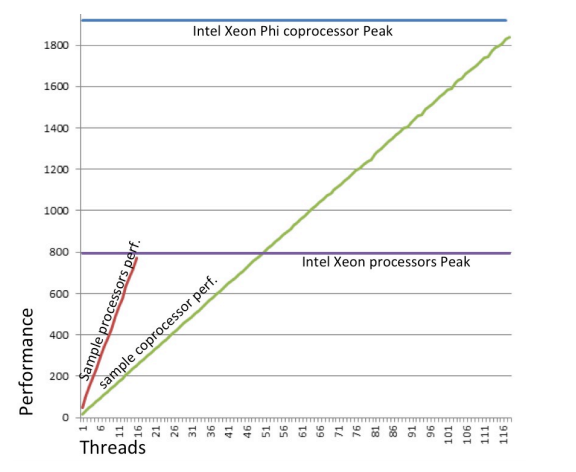 Intel Xeon Phi coprocessor Peak
1800
1600
1400
1200
1000
800
600
400
200
0
Sample processors perf.
sample coprocessor perf.
Intel Xeon processors Peak
Performance
1 6 11 16 21 26 31 36 41 46 51 56 61 66 71 76 81 86 91 96 101 106 111 116
Threads